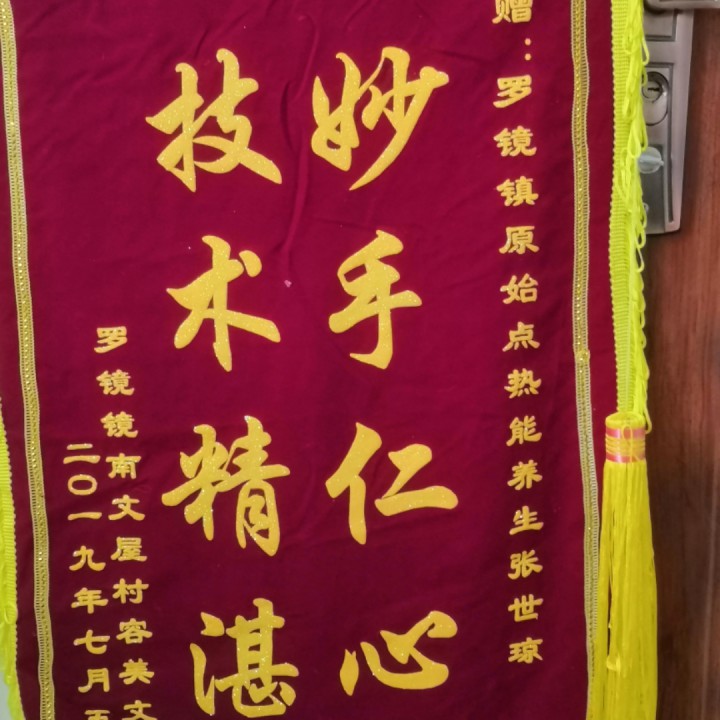 赠：罗镜镇原始点热能养生张世琼
妙手仁心
技术精湛
罗镜镜南文屋村容美文
二〇一九年七月五